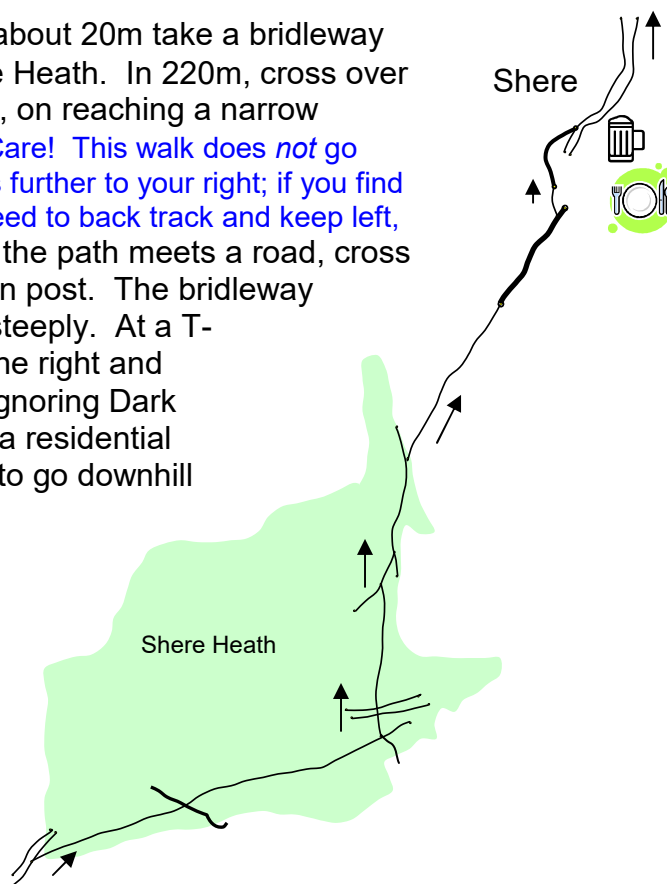 about 20m take a bridleway
e Heath. In 220m, cross over
, on reaching a narrow
Care! This walk does not go
s further to your right; if you find
eed to back track and keep left,
the path meets a road, cross
n post. The bridleway
steeply. At a T-
he right and
gnoring Dark
a residential
to go downhill
Shere
Shere Heath